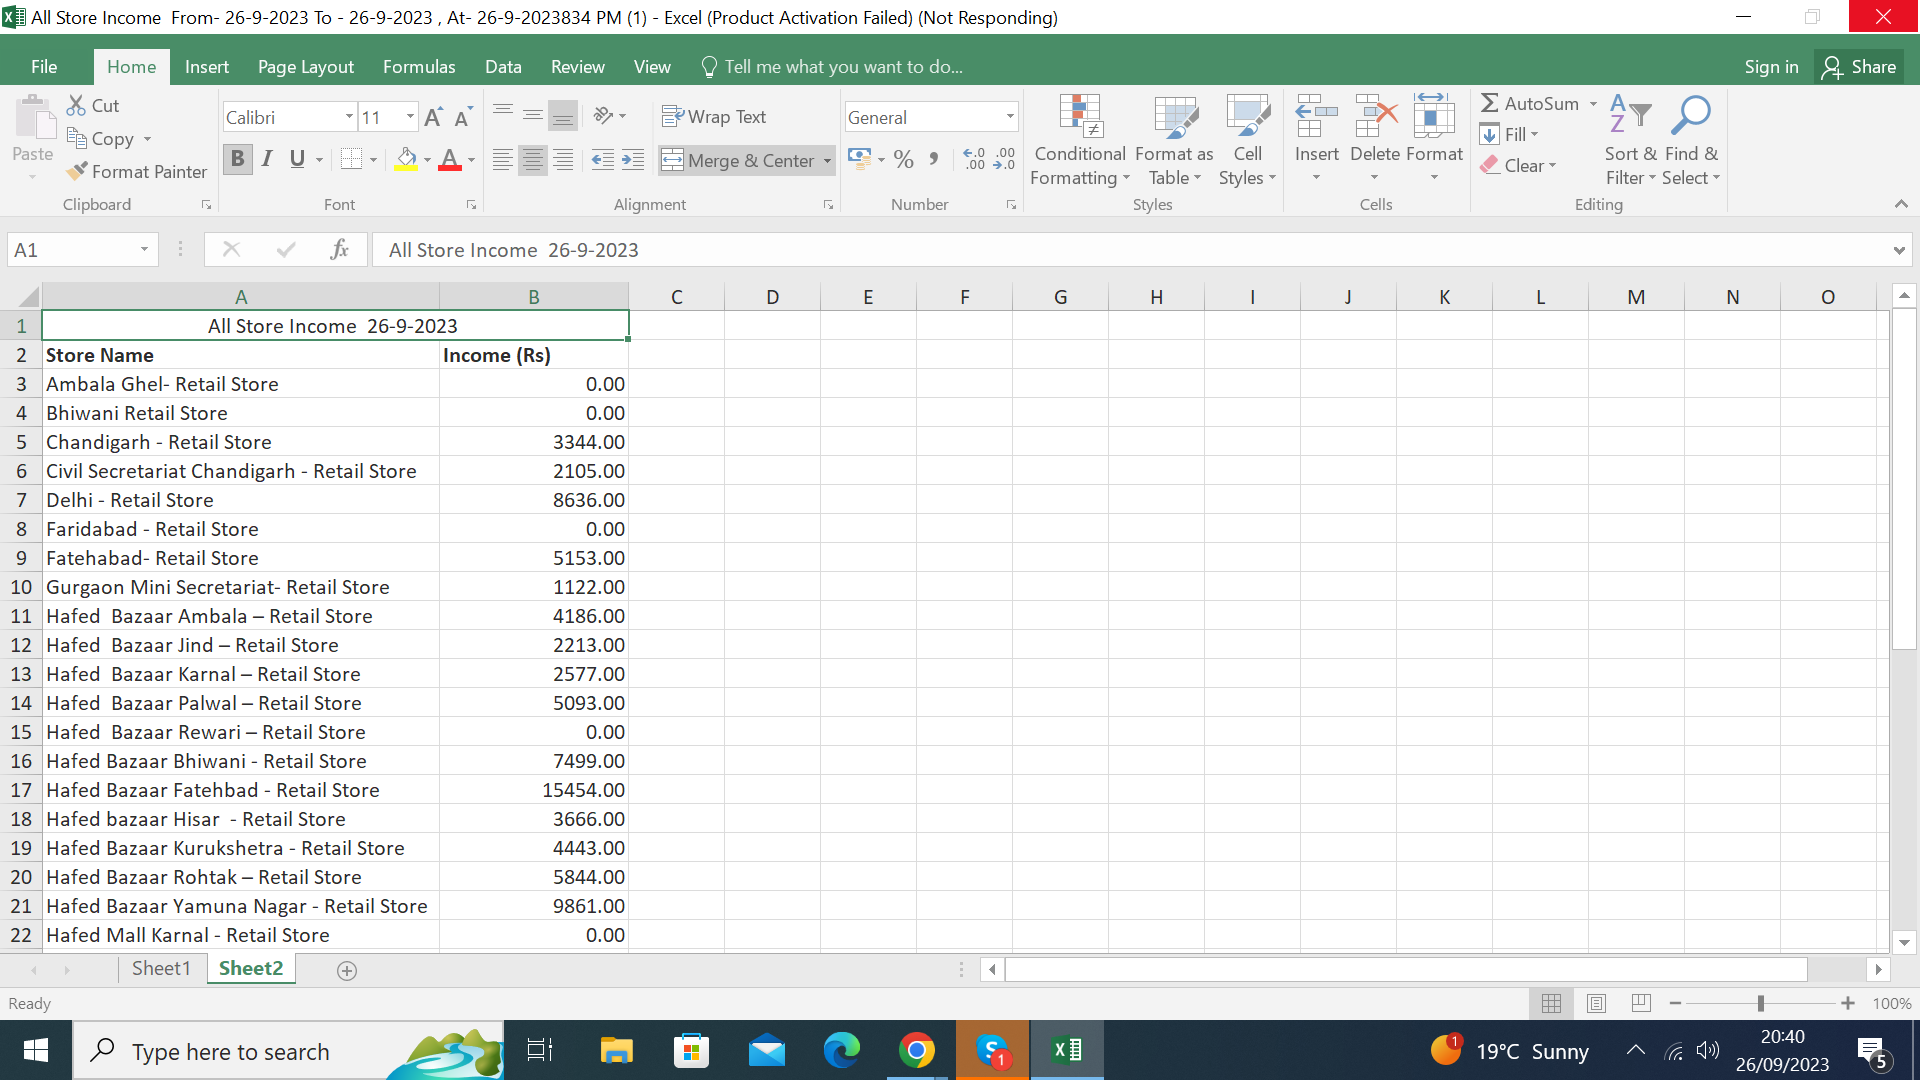 All Store Income  From- 26-9-2023 To - 26-9-2023 , At- 26-9-2023834 PM (1) - Excel (Product Activation Failed) (Not Responding)
File Home Insert Page Layout Formulas Data Review View Tell me what you want to do... Sign in Share
Cut
Copy
Format Painter
Paste
Clipboard
Calibri 11
B I U
Font
Wrap Text
Merge & Center
Alignment
General
Number
Conditional Formatting
Format as Table
Cell Styles
Styles
Insert Delete Format
Cells
AutoSum
Fill
Clear
Sort & Filter
Find & Select
Editing
A1 fx All Store Income  26-9-2023
A B C D E F G H I J K L M N O
1 All Store Income  26-9-2023
2 Store Name Income (Rs)
3 Ambala Ghel- Retail Store 0.00
4 Bhiwani Retail Store 0.00
5 Chandigarh - Retail Store 3344.00
6 Civil Secretariat Chandigarh - Retail Store 2105.00
7 Delhi - Retail Store 8636.00
8 Faridabad - Retail Store 0.00
9 Fatehabad- Retail Store 5153.00
10 Gurgaon Mini Secretariat- Retail Store 1122.00
11 Hafed  Bazaar Ambala – Retail Store 4186.00
12 Hafed  Bazaar Jind – Retail Store 2213.00
13 Hafed  Bazaar Karnal – Retail Store 2577.00
14 Hafed  Bazaar Palwal – Retail Store 5093.00
15 Hafed  Bazaar Rewari – Retail Store 0.00
16 Hafed Bazaar Bhiwani - Retail Store 7499.00
17 Hafed Bazaar Fatehbad - Retail Store 15454.00
18 Hafed bazaar Hisar  - Retail Store 3666.00
19 Hafed Bazaar Kurukshetra - Retail Store 4443.00
20 Hafed Bazaar Rohtak – Retail Store 5844.00
21 Hafed Bazaar Yamuna Nagar - Retail Store 9861.00
22 Hafed Mall Karnal - Retail Store 0.00
Sheet1 Sheet2
Ready 100%
Type here to search
1
1 19°C Sunny
20:40
26/09/2023
5